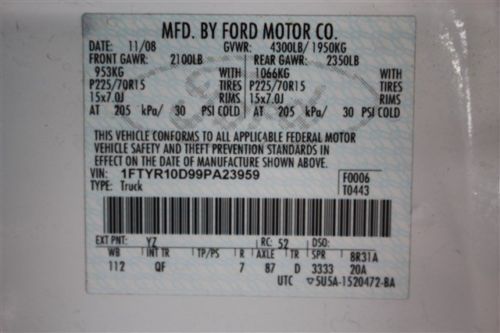 MFD. BY FORD MOTOR CO.
DATE: 11/08 GVWR: 4300LB/ 1950KG
FRONT GAWR: 2100LB REAR GAWR: 2350LB
953KG WITH 1066KG WITH
P225/70R15 TIRES P225/70R15 TIRES
15x7.0J RIMS 15x7.0J RIMS
AT 205 kPa/ 30 PSI COLD AT 205 kPa/ 30 PSI COLD
THIS VEHICLE CONFORMS TO ALL APPLICABLE FEDERAL MOTOR
VEHICLE SAFETY AND THEFT PREVENTION STANDARDS IN
EFFECT ON THE DATE OF MANUFACTURE SHOWN ABOVE.
VIN: 1FTYR10D99PA23959 F0006
TYPE: Truck T0443
EXT PNT: YZ RC: 52 DSO:
WB INT TR TP/PS R AXLE TR SPR 8R31A
112 QF 7 87 D 3333 20A
UTC 5U5A-1520472-BA